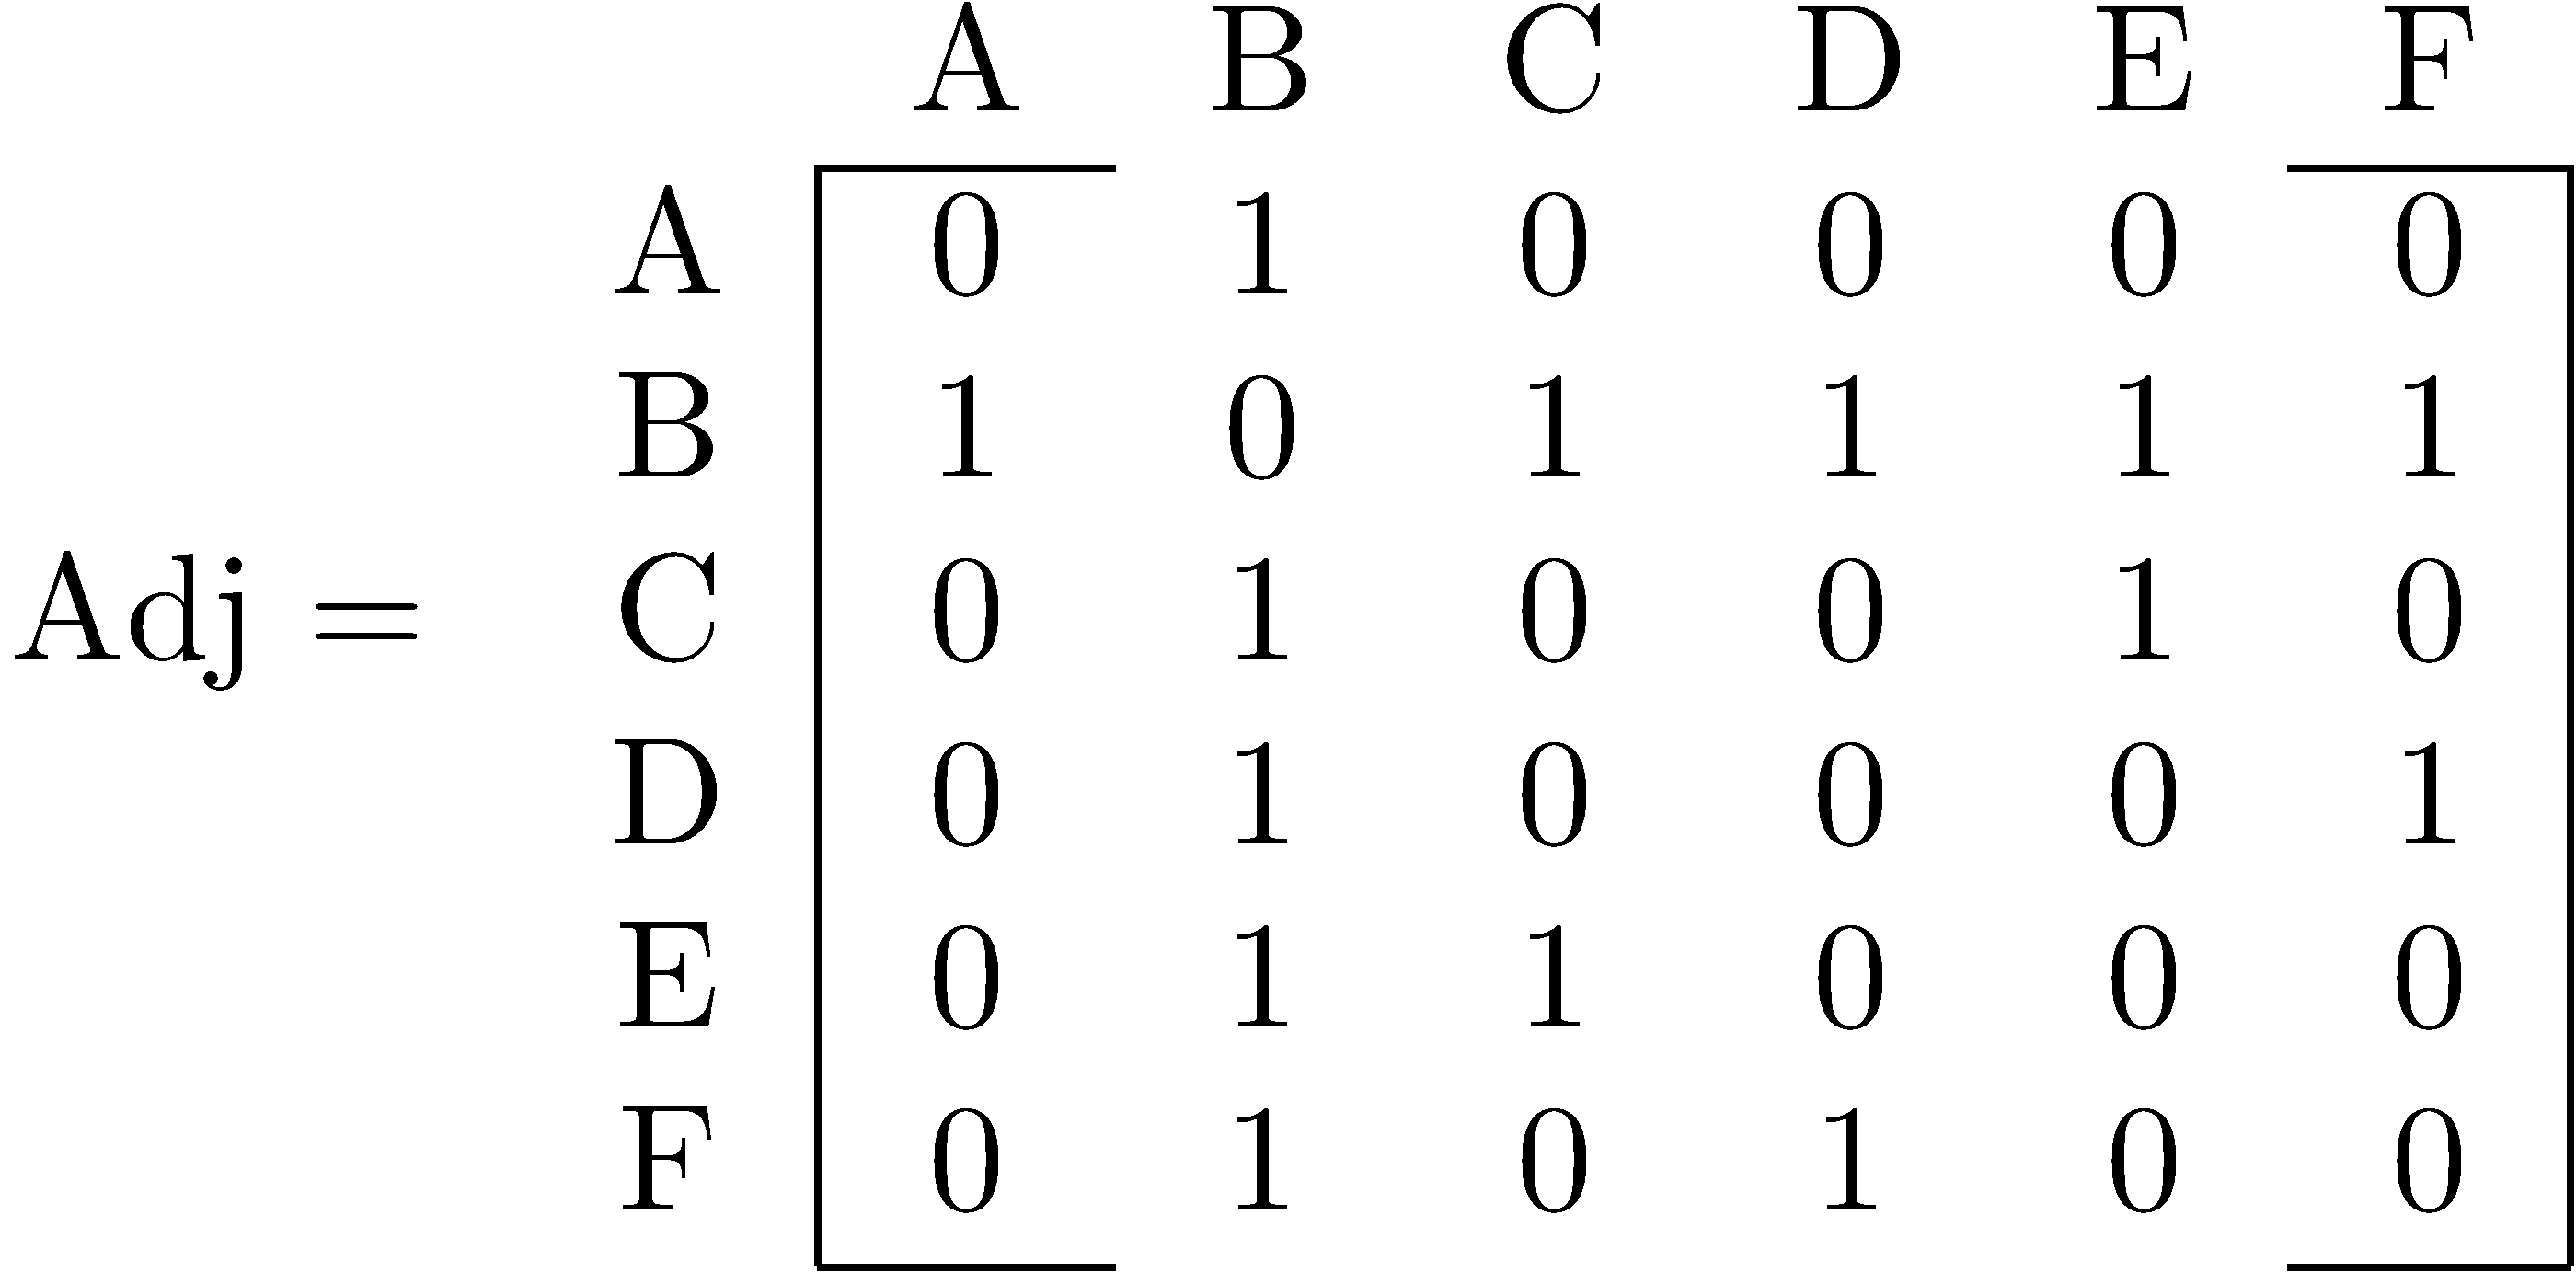 A B C D E F
A 0 1 0 0 0 0
B 1 0 1 1 1 1
Adj = C 0 1 0 0 1 0
D 0 1 0 0 0 1
E 0 1 1 0 0 0
F 0 1 0 1 0 0